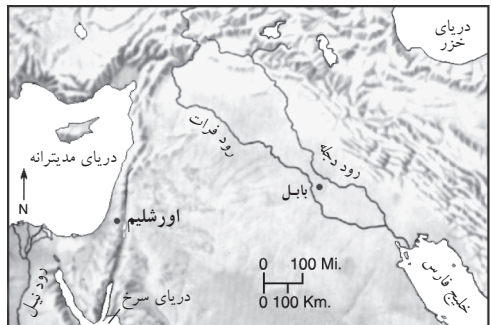 دریای
خزر
رود فرات
رود دجله
دریای مدیترانه
بابل
N
اورشلیم
0 100 Mi.
0 100 Km.
رود نیل
دریای سرخ
خلیج فارس